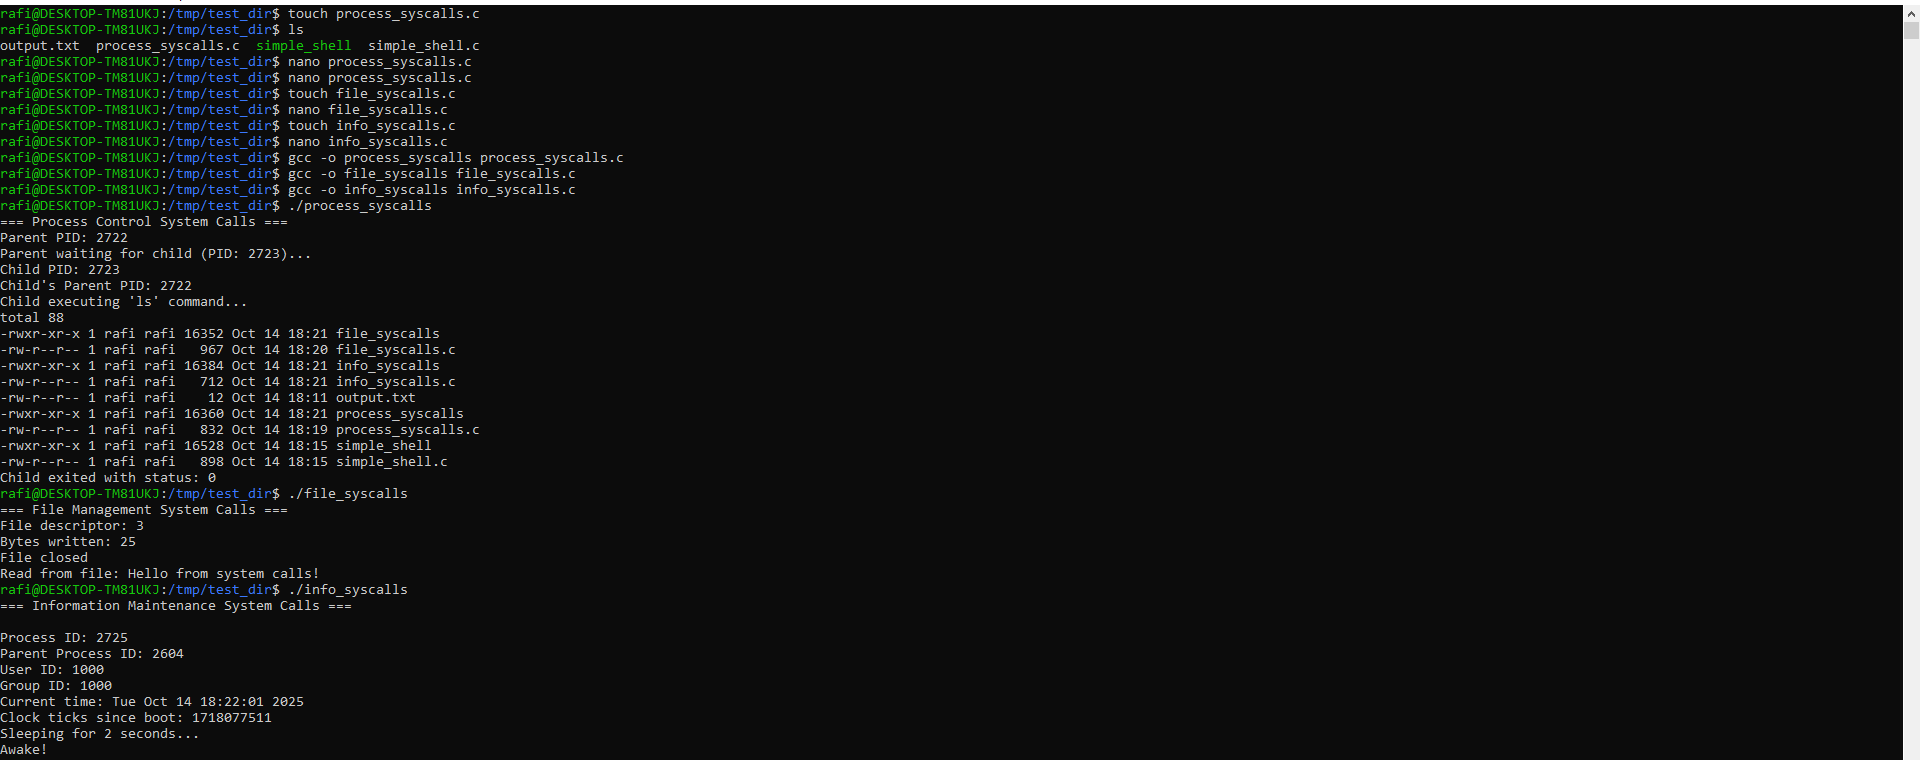 rafi@DESKTOP-TM81UKJ:/tmp/test_dir$ touch process_syscalls.c
rafi@DESKTOP-TM81UKJ:/tmp/test_dir$ ls
output.txt  process_syscalls.c  simple_shell  simple_shell.c
rafi@DESKTOP-TM81UKJ:/tmp/test_dir$ nano process_syscalls.c
rafi@DESKTOP-TM81UKJ:/tmp/test_dir$ nano process_syscalls.c
rafi@DESKTOP-TM81UKJ:/tmp/test_dir$ touch file_syscalls.c
rafi@DESKTOP-TM81UKJ:/tmp/test_dir$ nano file_syscalls.c
rafi@DESKTOP-TM81UKJ:/tmp/test_dir$ touch info_syscalls.c
rafi@DESKTOP-TM81UKJ:/tmp/test_dir$ nano info_syscalls.c
rafi@DESKTOP-TM81UKJ:/tmp/test_dir$ gcc -o process_syscalls process_syscalls.c
rafi@DESKTOP-TM81UKJ:/tmp/test_dir$ gcc -o file_syscalls file_syscalls.c
rafi@DESKTOP-TM81UKJ:/tmp/test_dir$ gcc -o info_syscalls info_syscalls.c
rafi@DESKTOP-TM81UKJ:/tmp/test_dir$ ./process_syscalls
=== Process Control System Calls ===
Parent PID: 2722
Parent waiting for child (PID: 2723)...
Child PID: 2723
Child's Parent PID: 2722
Child executing 'ls' command...
total 88
-rwxr-xr-x 1 rafi rafi 16352 Oct 14 18:21 file_syscalls
-rw-r--r-- 1 rafi rafi   967 Oct 14 18:20 file_syscalls.c
-rwxr-xr-x 1 rafi rafi 16384 Oct 14 18:21 info_syscalls
-rw-r--r-- 1 rafi rafi   712 Oct 14 18:21 info_syscalls.c
-rw-r--r-- 1 rafi rafi    12 Oct 14 18:11 output.txt
-rwxr-xr-x 1 rafi rafi 16360 Oct 14 18:21 process_syscalls
-rw-r--r-- 1 rafi rafi   832 Oct 14 18:19 process_syscalls.c
-rwxr-xr-x 1 rafi rafi 16528 Oct 14 18:15 simple_shell
-rw-r--r-- 1 rafi rafi   898 Oct 14 18:15 simple_shell.c
Child exited with status: 0
rafi@DESKTOP-TM81UKJ:/tmp/test_dir$ ./file_syscalls
=== File Management System Calls ===
File descriptor: 3
Bytes written: 25
File closed
Read from file: Hello from system calls!
rafi@DESKTOP-TM81UKJ:/tmp/test_dir$ ./info_syscalls
=== Information Maintenance System Calls ===

Process ID: 2725
Parent Process ID: 2604
User ID: 1000
Group ID: 1000
Current time: Tue Oct 14 18:22:01 2025
Clock ticks since boot: 1718077511
Sleeping for 2 seconds...
Awake!